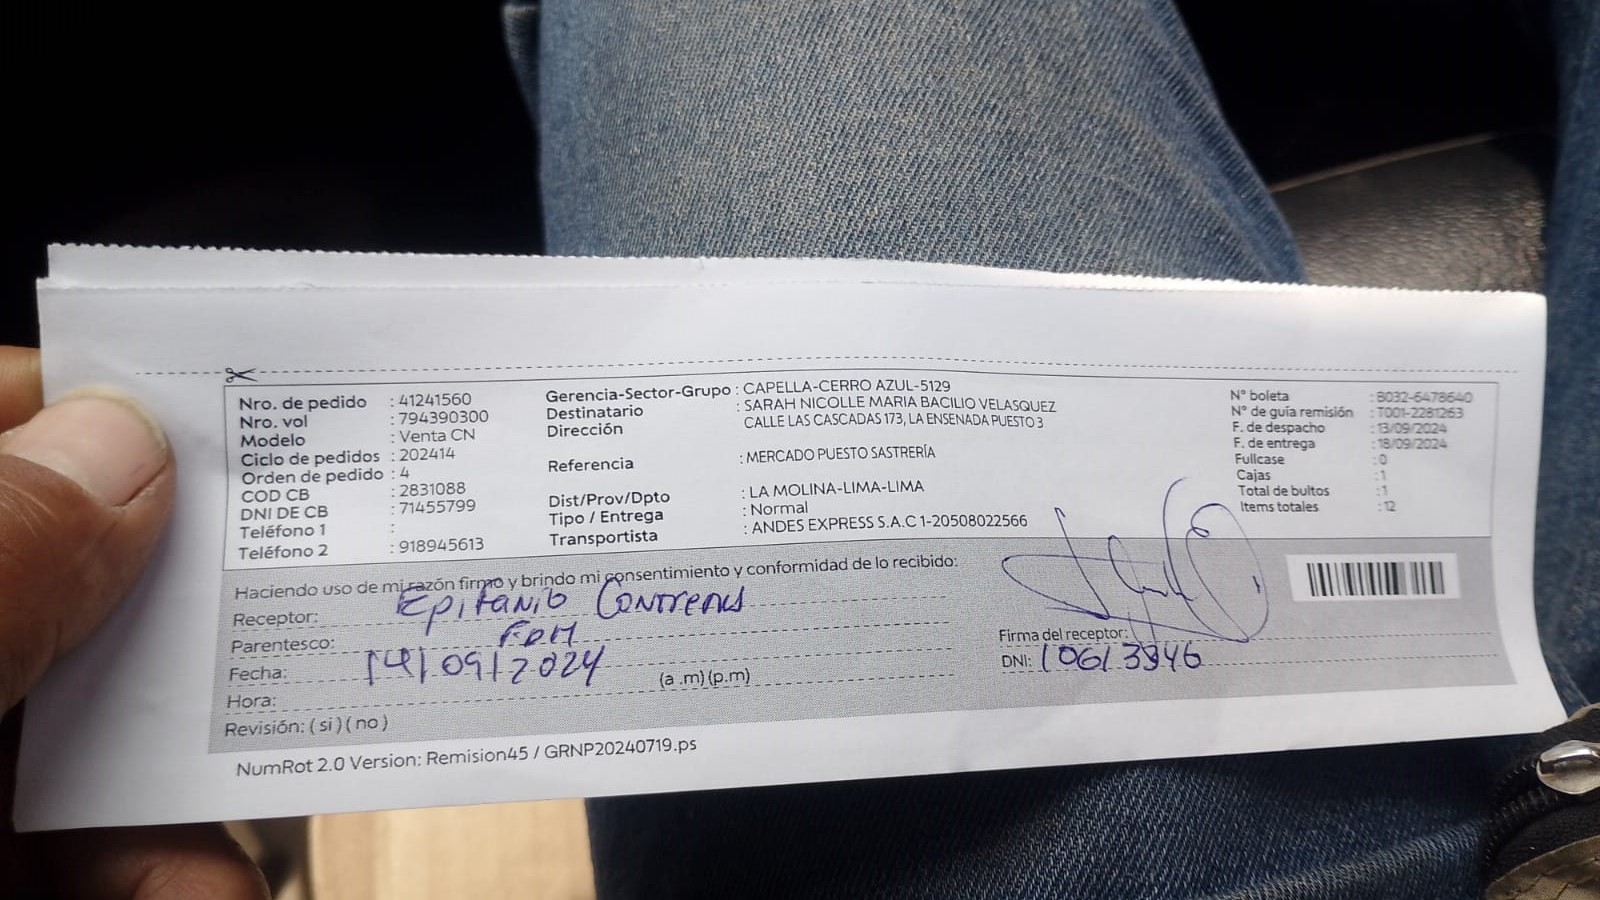 Nro. de pedido : 41241560
Nro. vol : 794390300
Modelo : Venta CN
Ciclo de pedidos : 202414
Orden de pedido : 4
COD CB : 2831088
DNI DE CB : 71455799
Teléfono 1 :
Teléfono 2 : 918945613
Gerencia-Sector-Grupo : CAPELLA-CERRO AZUL-5129
Destinatario : SARAH NICOLLE MARIA BACILIO VELASQUEZ
Dirección CALLE LAS CASCADAS 173, LA ENSENADA PUESTO 3
Referencia : MERCADO PUESTO SASTRERÍA
Dist/Prov/Dpto : LA MOLINA-LIMA-LIMA
Tipo / Entrega : Normal
Transportista : ANDES EXPRESS S.A.C 1-20508022566
N° boleta : B032-6478640
N° de guía remisión : T001-2281263
F. de despacho : 13/09/2024
F. de entrega : 18/09/2024
Fullcase : 0
Cajas : 1
Total de bultos : 1
Items totales : 12
Haciendo uso de mi razón firmo y brindo mi consentimiento y conformidad de lo recibido:
Receptor: Epifanio Contreras
Parentesco: FDM
Fecha: 14/09/2024
Hora: (a .m) (p.m)
Revisión: ( si ) ( no )
Firma del receptor:
DNI: 10613846
NumRot 2.0 Version: Remision45 / GRNP20240719.ps